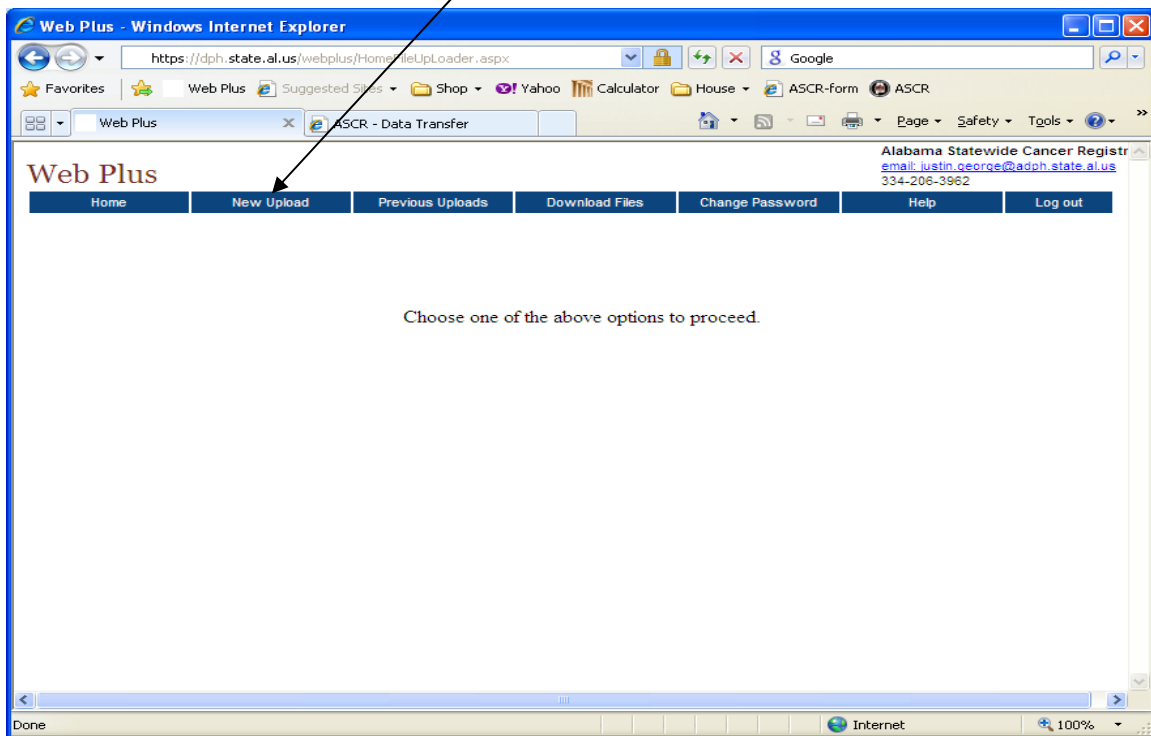 Web Plus - Windows Internet Explorer
https://dph.state.al.us/webplus/HomeFileUpLoader.aspx
Google
Favorites Web Plus Suggested Sites Shop Yahoo Calculator House ASCR-form ASCR
Web Plus ASCR - Data Transfer Page Safety Tools
Alabama Statewide Cancer Registr
Web Plus
email: justin.george@adph.state.al.us
334-206-3962
Home New Upload Previous Uploads Download Files Change Password Help Log out
Choose one of the above options to proceed.
Done Internet 100%